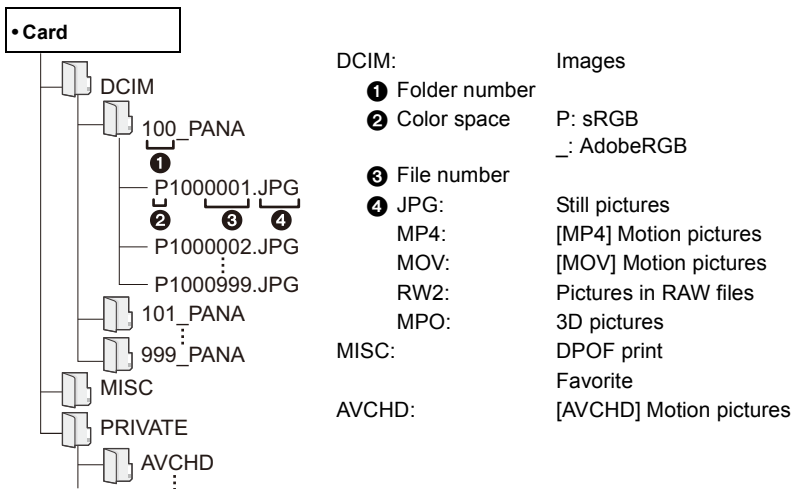 • Card
DCIM
100_PANA
❶
P1000001.JPG
❷ ❸ ❹
P1000002.JPG
P1000999.JPG
101_PANA
999_PANA
MISC
PRIVATE
AVCHD
DCIM: Images
❶ Folder number
❷ Color space P: sRGB
_: AdobeRGB
❸ File number
❹ JPG: Still pictures
MP4: [MP4] Motion pictures
MOV: [MOV] Motion pictures
RW2: Pictures in RAW files
MPO: 3D pictures
MISC: DPOF print
Favorite
AVCHD: [AVCHD] Motion pictures